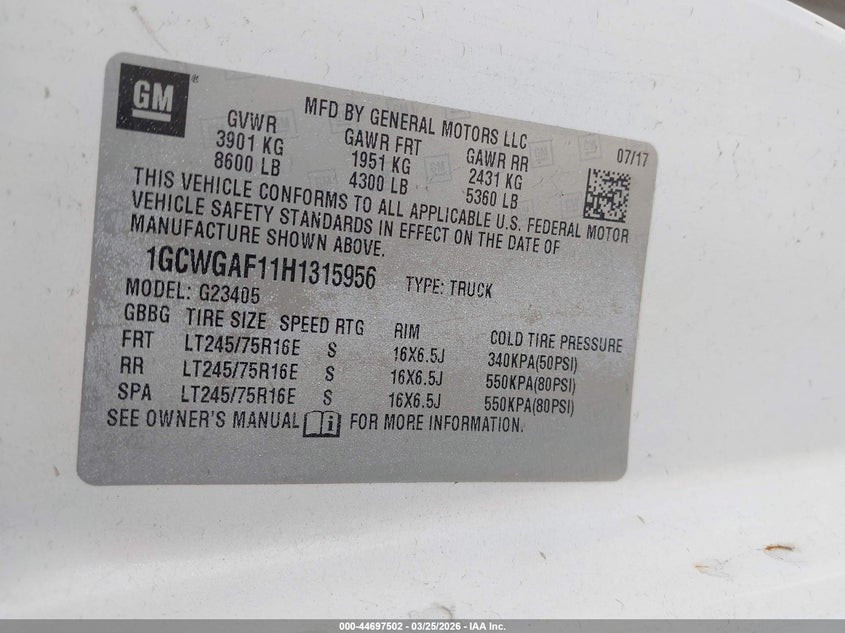 GM®
MFD BY GENERAL MOTORS LLC
07/17
GVWR GAWR FRT GAWR RR
3901 KG 1951 KG 2431 KG
8600 LB 4300 LB 5360 LB
THIS VEHICLE CONFORMS TO ALL APPLICABLE U.S. FEDERAL MOTOR
VEHICLE SAFETY STANDARDS IN EFFECT ON THE DATE OF
MANUFACTURE SHOWN ABOVE.
1GCWGAF11H1315956 TYPE: TRUCK
MODEL: G23405
GBBG TIRE SIZE SPEED RTG RIM COLD TIRE PRESSURE
FRT LT245/75R16E S 16X6.5J 340KPA(50PSI)
RR LT245/75R16E S 16X6.5J 550KPA(80PSI)
SPA LT245/75R16E S 16X6.5J 550KPA(80PSI)
SEE OWNER'S MANUAL FOR MORE INFORMATION.
000-44697502 - 03/25/2026 - IAA Inc.